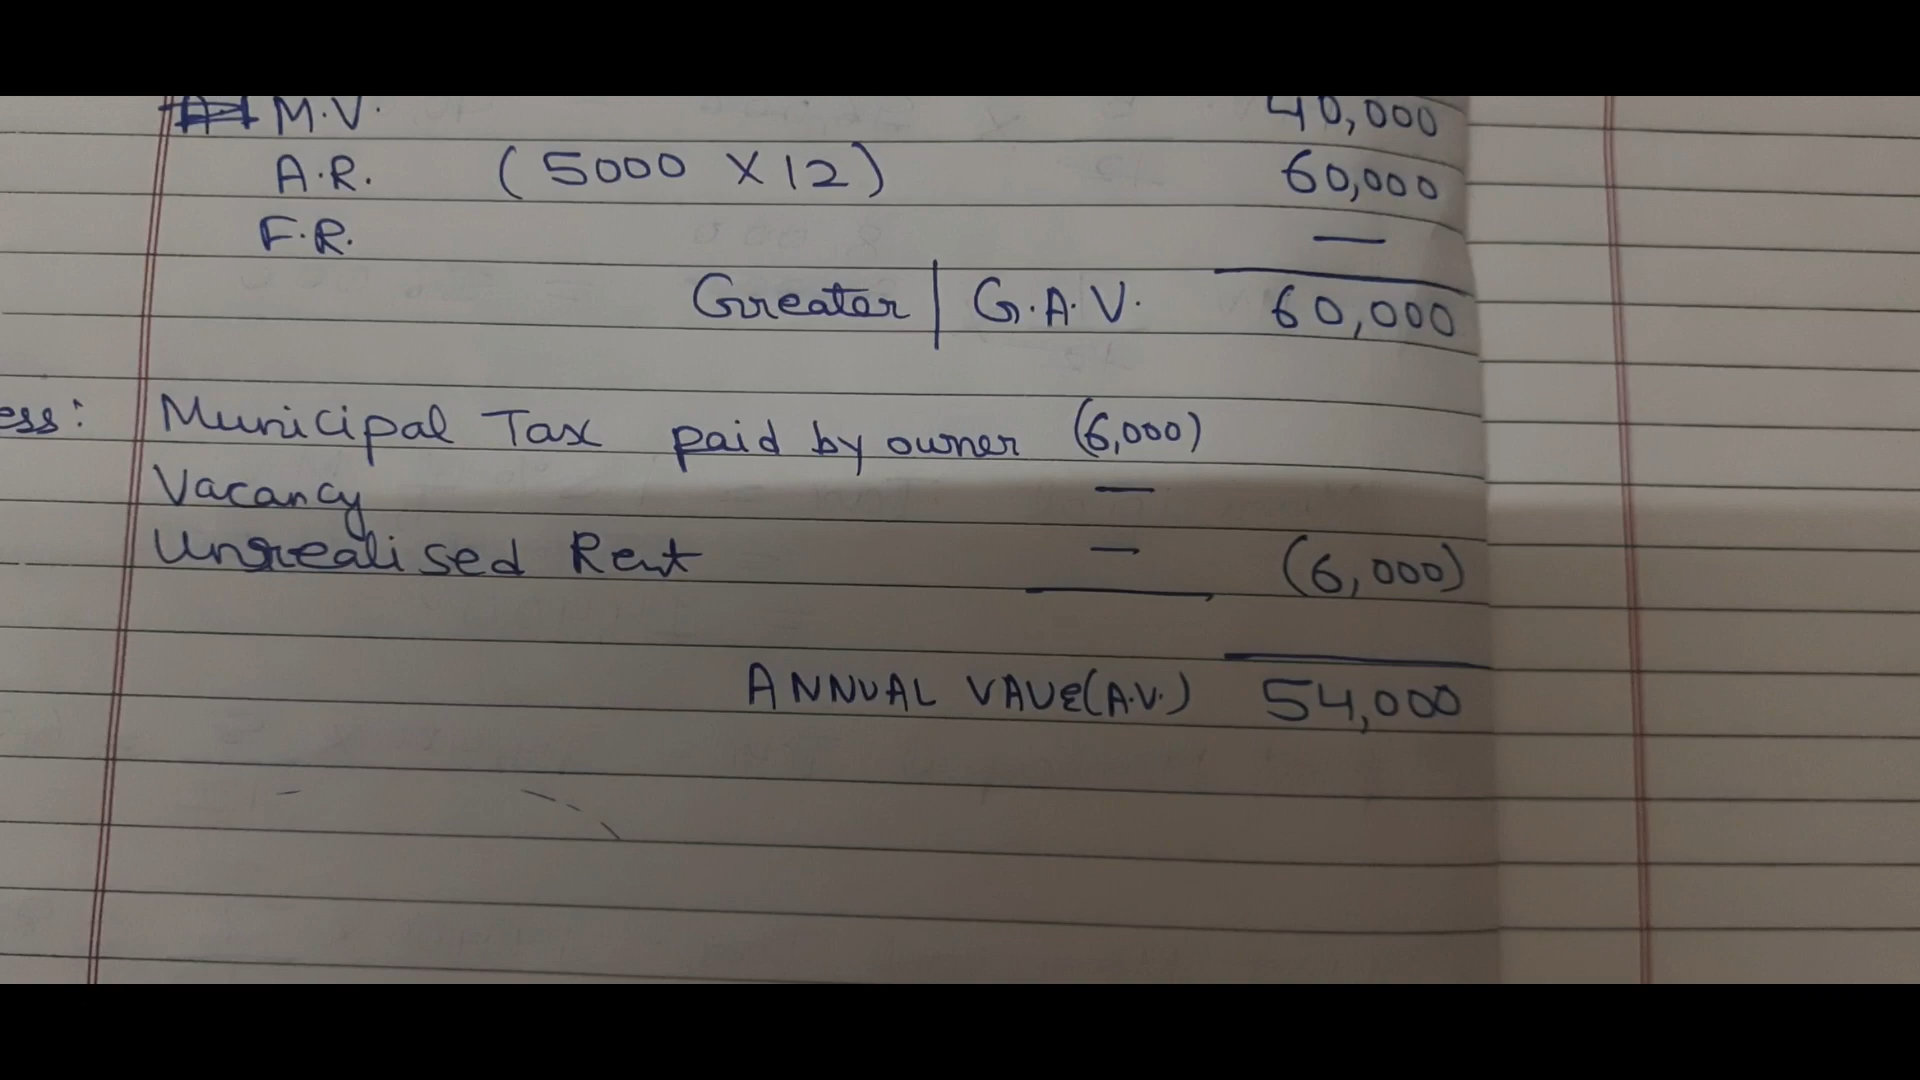 M.V. 40,000
A.R. (5000 X 12) 60,000
F.R. —
Greater | G.A.V. 60,000
ess: Municipal Tax paid by owner (6,000)
Vacancy —
Unrealised Rent — (6,000)
ANNUAL VAUE(A.V.) 54,000